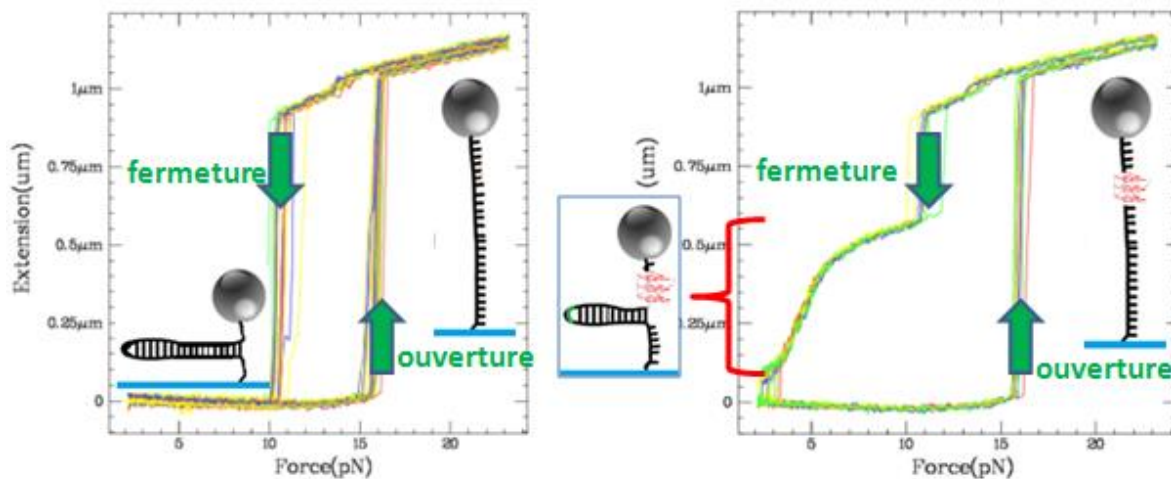 1μm
0.75μm
0.5μm
0.25μm
0
Extension(um)
fermeture
ouverture
5
10
15
20
Force(pN)
1μm
0.75μm
0.5μm
.25μm
0
(um)
fermeture
ouverture
5
10
15
20
Force(pN)